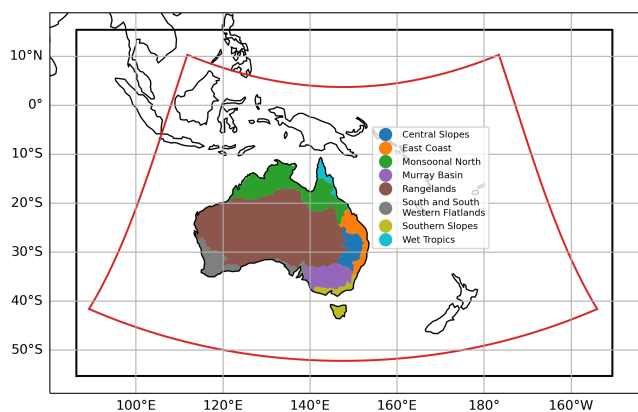 10°N
0°
10°S
20°S
30°S
40°S
50°S
Central Slopes
East Coast
Monsoonal North
Murray Basin
Rangelands
South and South
Western Flatlands
Southern Slopes
Wet Tropics
100°E
120°E
140°E
160°E
180°
160°W